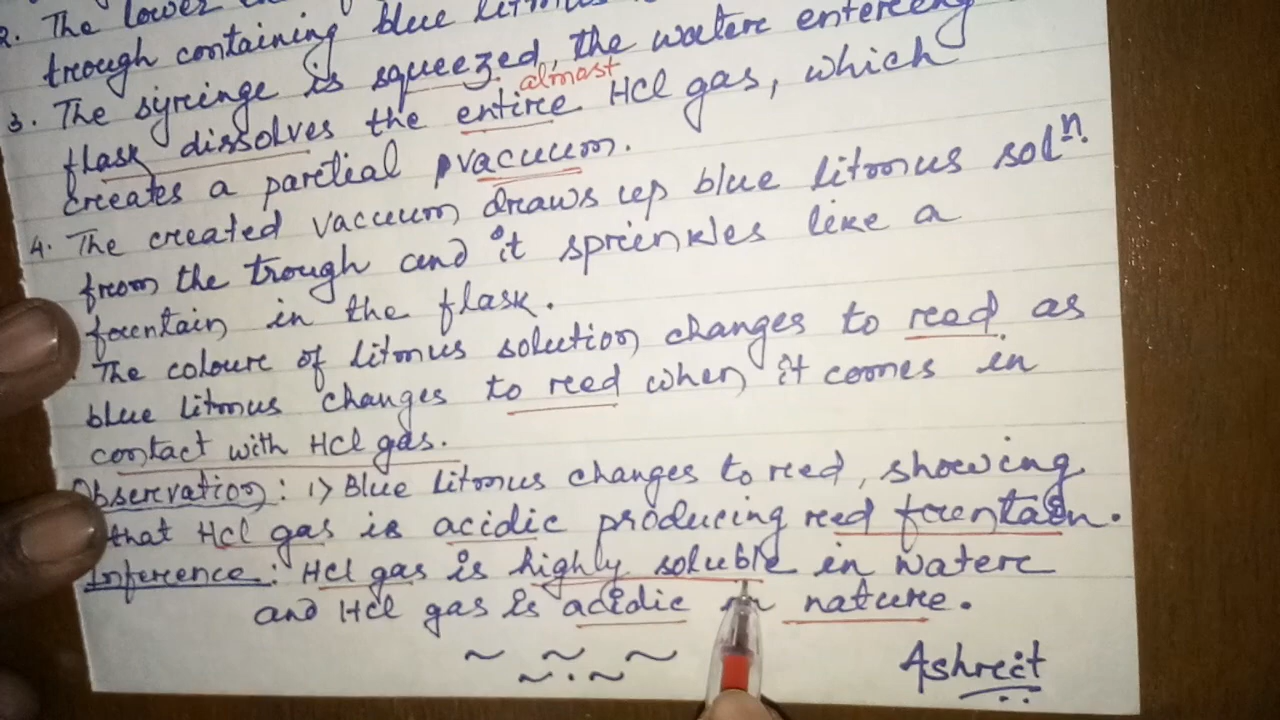 2. The lower
trough containing blue litmus
3. The syringe is squeezed, the water entereeng
almast
flask dissolves the entire HCl gas, which
creates a partial vacuum.
4. The created vacuum draws up blue litmus solⁿ.
from the trough and it sprinkles like a
fountain in the flask.
The colour of litmus solution changes to red as
blue litmus changes to red when it comes in
contact with HCl gas.
Observation: 1) Blue litmus changes to red, showing
that HCl gas is acidic producing red fountain.
Inference: HCl gas is highly soluble in water
and HCl gas is acidic in nature.
Ashreet